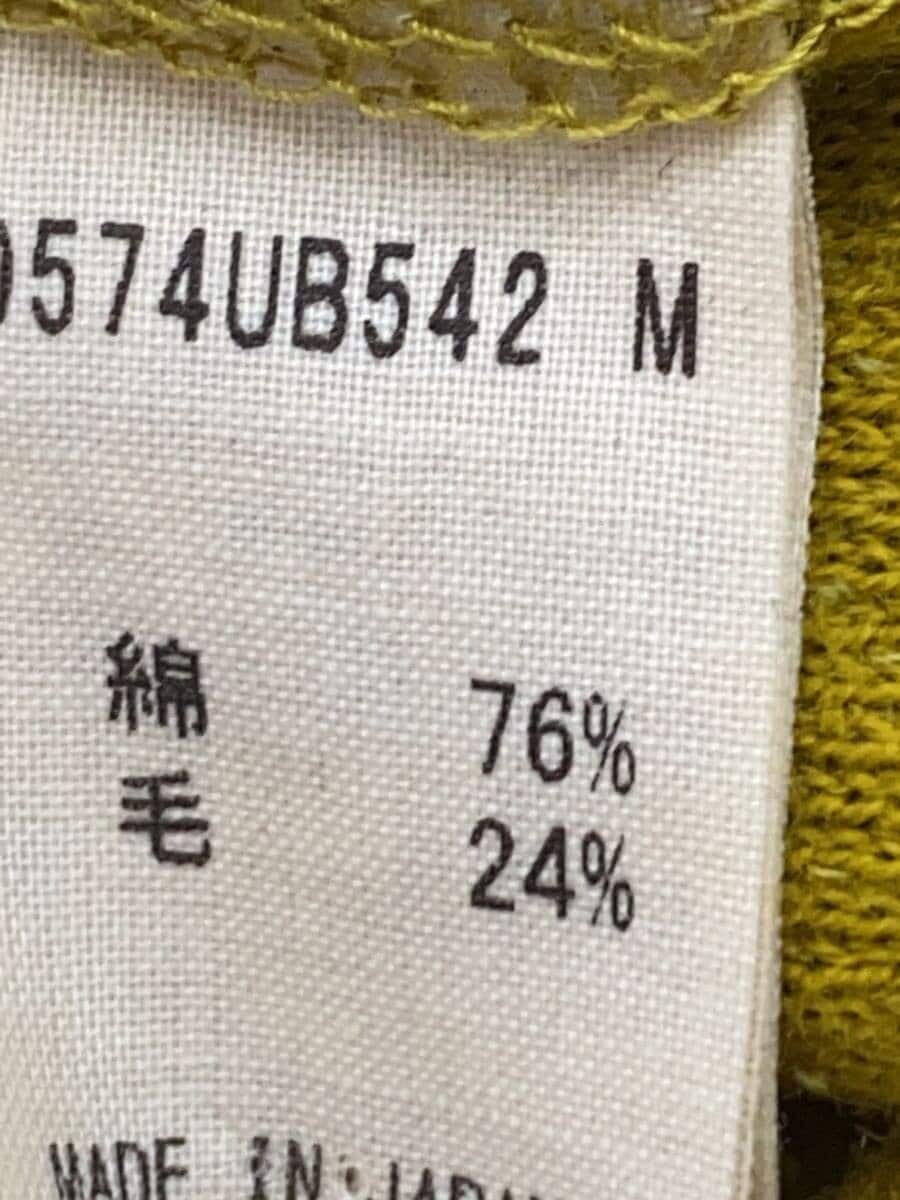 0574UB542 M
綿 76%
毛 24%
MADE IN JAPAN